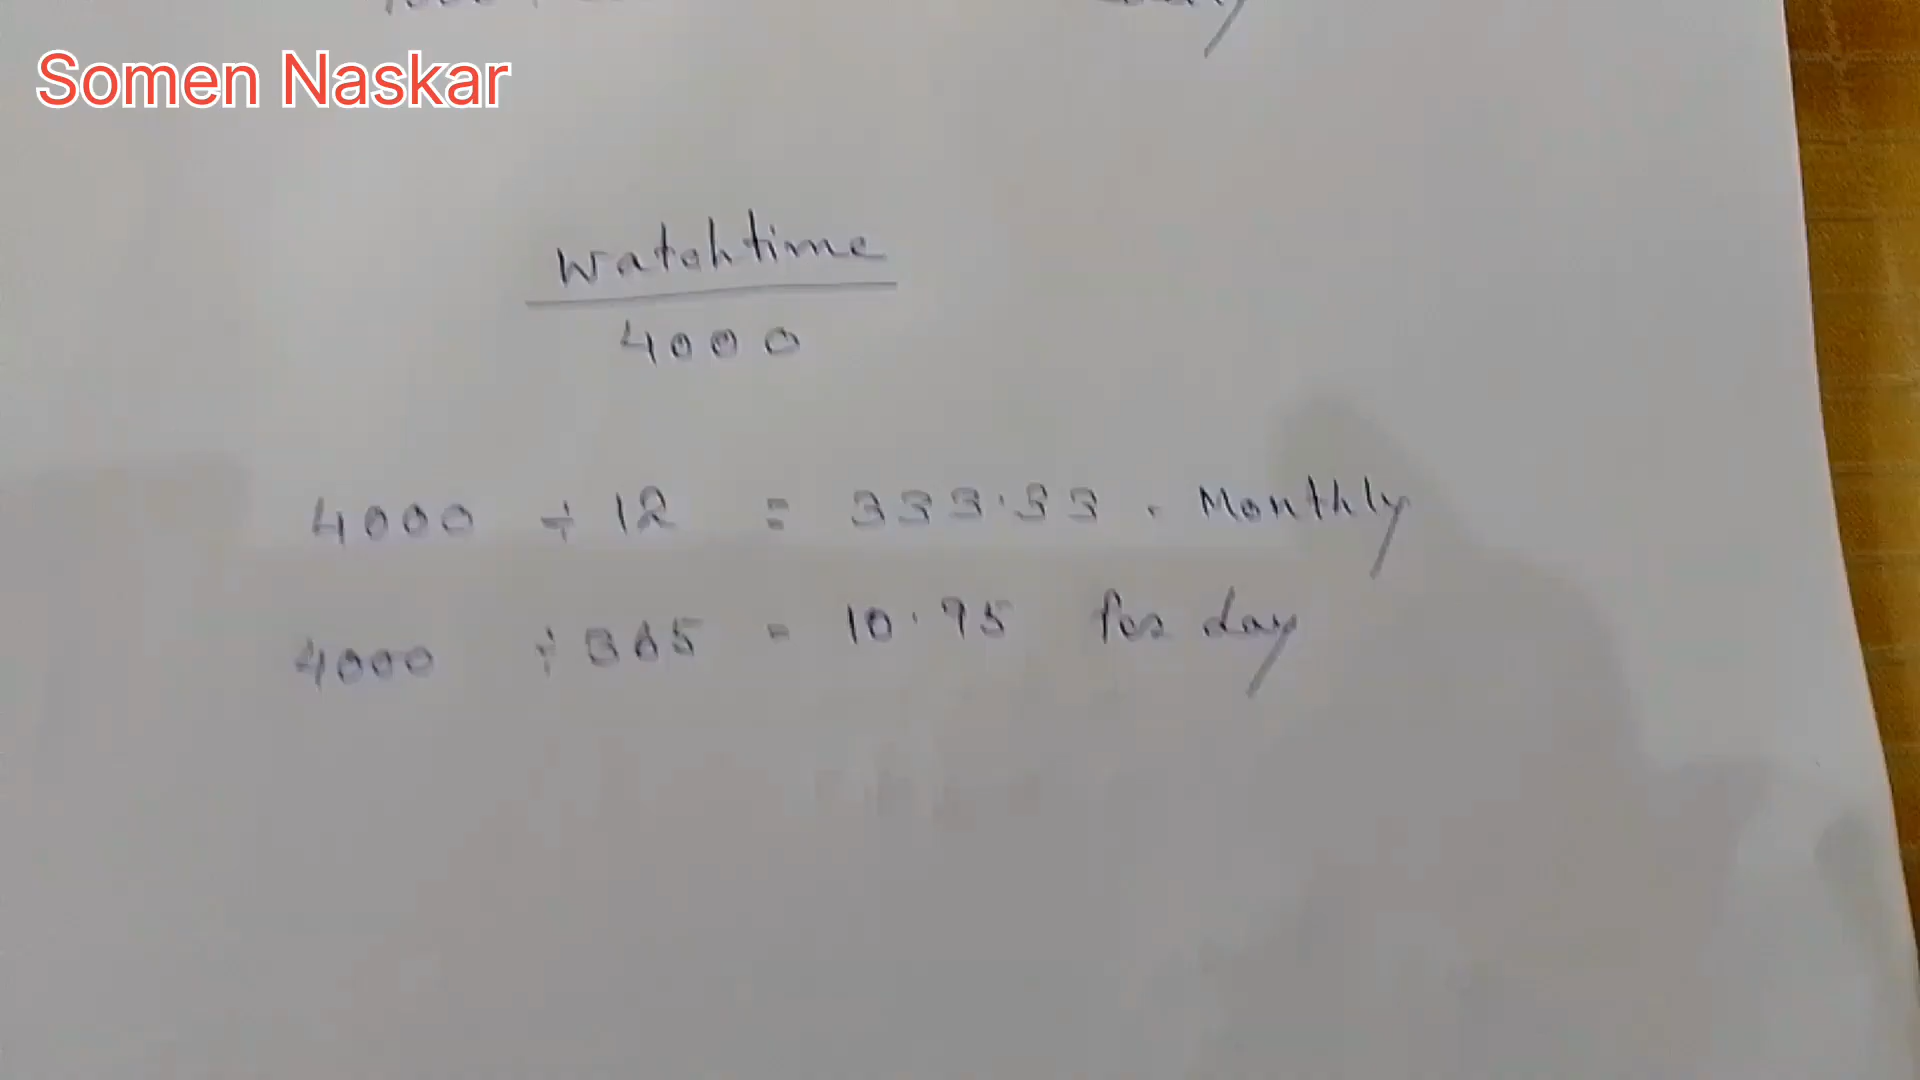 Somen Naskar
Watchtime
4000
4000 ÷ 12 = 333.33 . Monthly
4000 ÷ 365 = 10.95 Per day